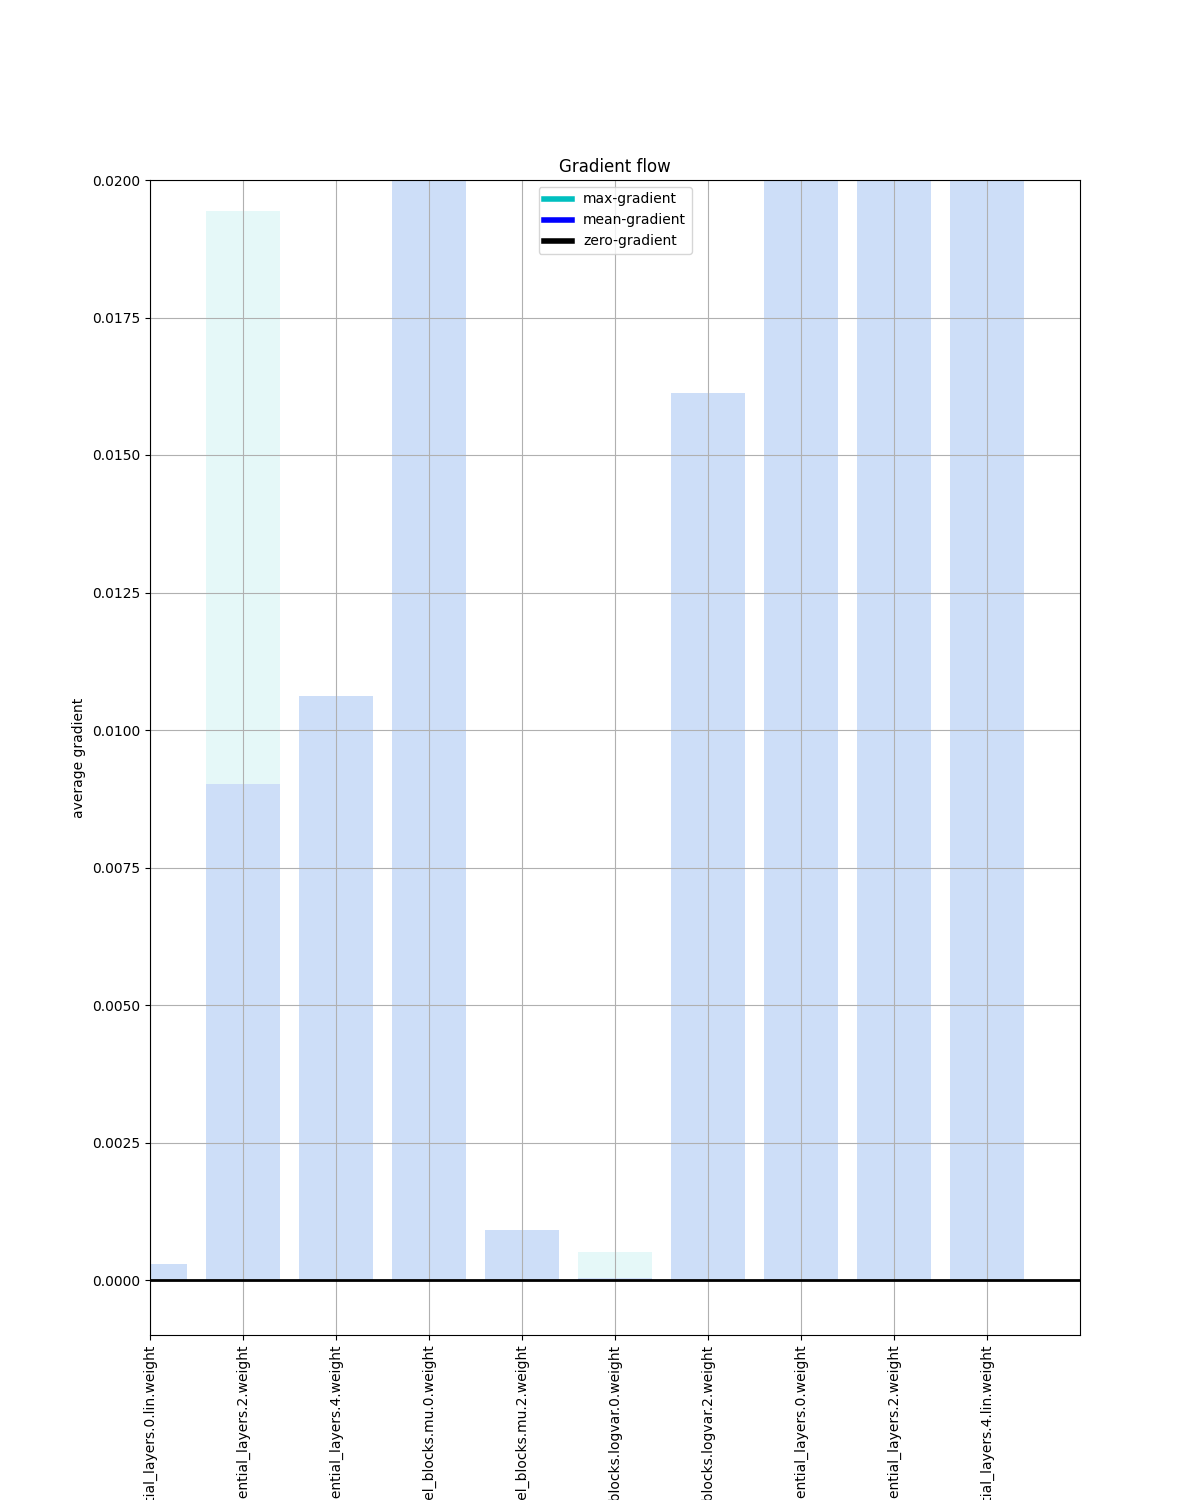 Gradient flow
max-gradient
mean-gradient
zero-gradient
0.0200
0.0175
0.0150
0.0125
0.0100
0.0075
0.0050
0.0025
0.0000
average gradient
tial_layers.0.lin.weight
ential_layers.2.weight
ential_layers.4.weight
el_blocks.mu.0.weight
el_blocks.mu.2.weight
blocks.logvar.0.weight
blocks.logvar.2.weight
ential_layers.0.weight
ential_layers.2.weight
tial_layers.4.lin.weight